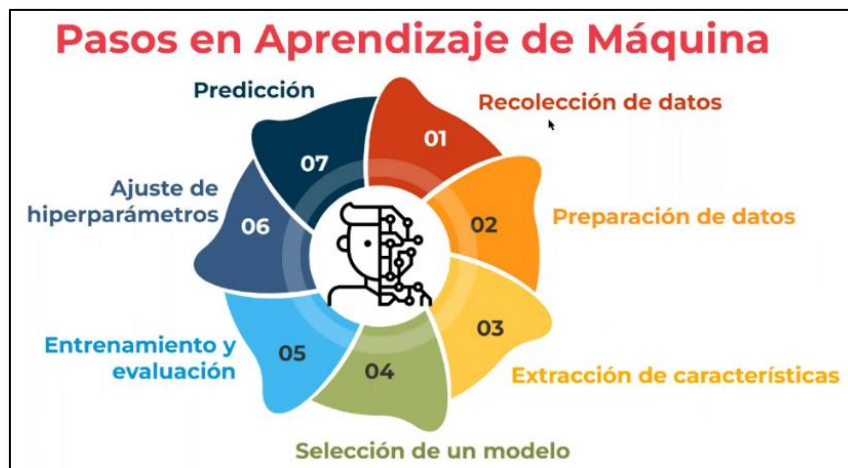 Pasos en Aprendizaje de Máquina
01
Recolección de datos
02
Preparación de datos
03
Extracción de características
04
Selección de un modelo
05
Entrenamiento y
evaluación
06
Ajuste de
hiperparámetros
07
Predicción